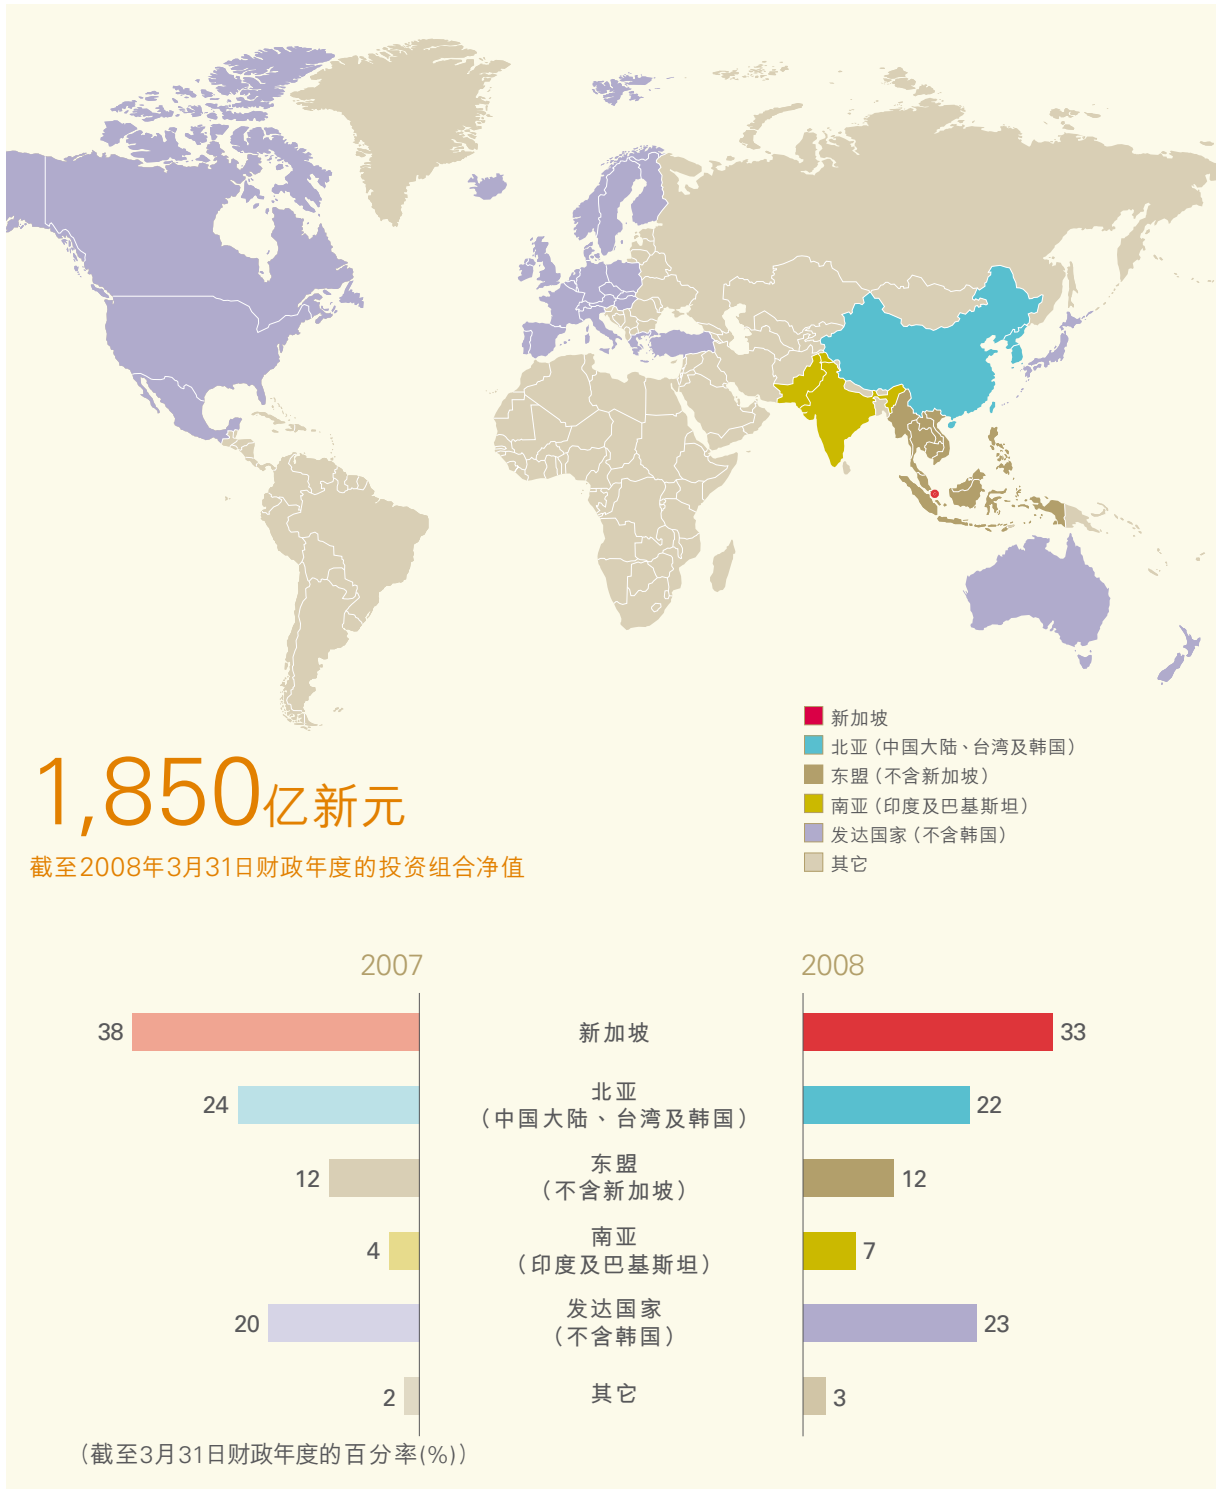 新加坡
北亚（中国大陆、台湾及韩国）
东盟（不含新加坡）
南亚（印度及巴基斯坦）
发达国家（不含韩国）
其它
1,850亿新元
截至2008年3月31日财政年度的投资组合净值
2007
2008
38
新加坡
33
24
北亚
（中国大陆、台湾及韩国）
22
12
东盟
（不含新加坡）
12
4
南亚
（印度及巴基斯坦）
7
20
发达国家
（不含韩国）
23
2
其它
3
（截至3月31日财政年度的百分率(%)）